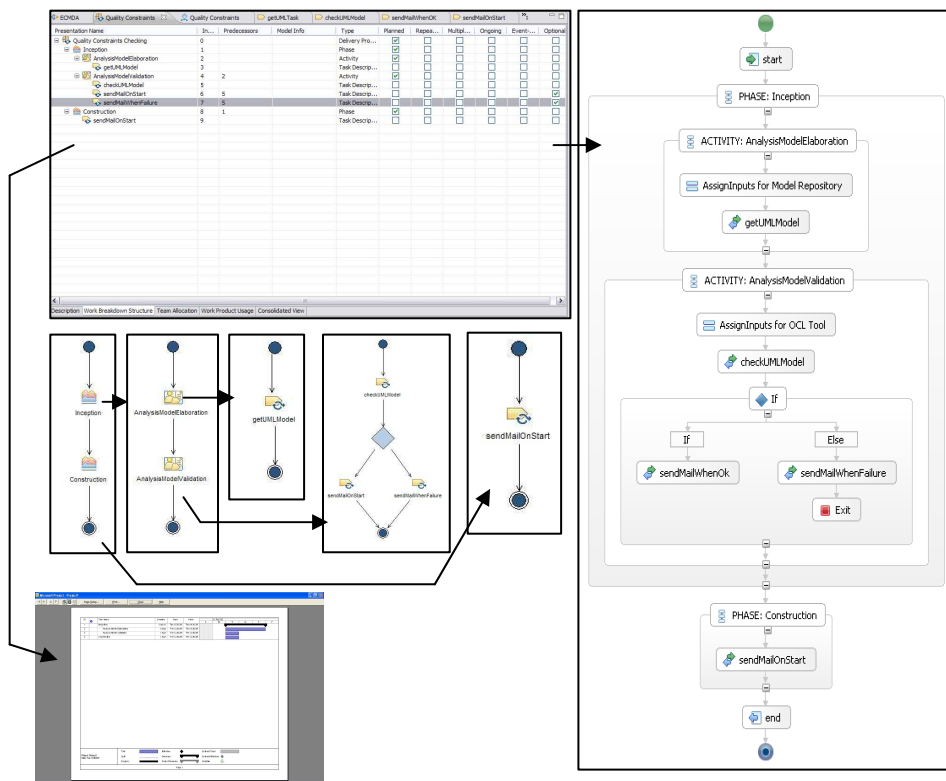 ECMDA Quality Constraints Quality Constraints getUMLTask checkUMLModel sendMailWhenOK sendMailOnStart
Presentation Name In... Predecessors Model Info Type Planned Repea... Multipl... Ongoing Event-... Optional
Quality Constraints Checking 0 Delivery Pro...
Inception 1 Phase
AnalysisModelElaboration 2 Activity
getUMLModel 3 Task Descrip...
AnalysisModelValidation 4 2 Activity
checkUMLModel 5 Task Descrip...
sendMailOnStart 6 5 Task Descrip...
sendMailWhenFailure 7 5 Task Descrip...
Construction 8 1 Phase
sendMailOnStart 9 Task Descrip...
Description Work Breakdown Structure Team Allocation Work Product Usage Consolidated View
Inception
Construction
AnalysisModelElaboration
AnalysisModelValidation
getUMLModel
checkUMLModel
sendMailOnStart
sendMailWhenFailure
sendMailOnStart
start
PHASE: Inception
ACTIVITY: AnalysisModelElaboration
AssignInputs for Model Repository
getUMLModel
ACTIVITY: AnalysisModelValidation
AssignInputs for OCL Tool
checkUMLModel
If
If
Else
sendMailWhenOk
sendMailWhenFailure
Exit
PHASE: Construction
sendMailOnStart
end